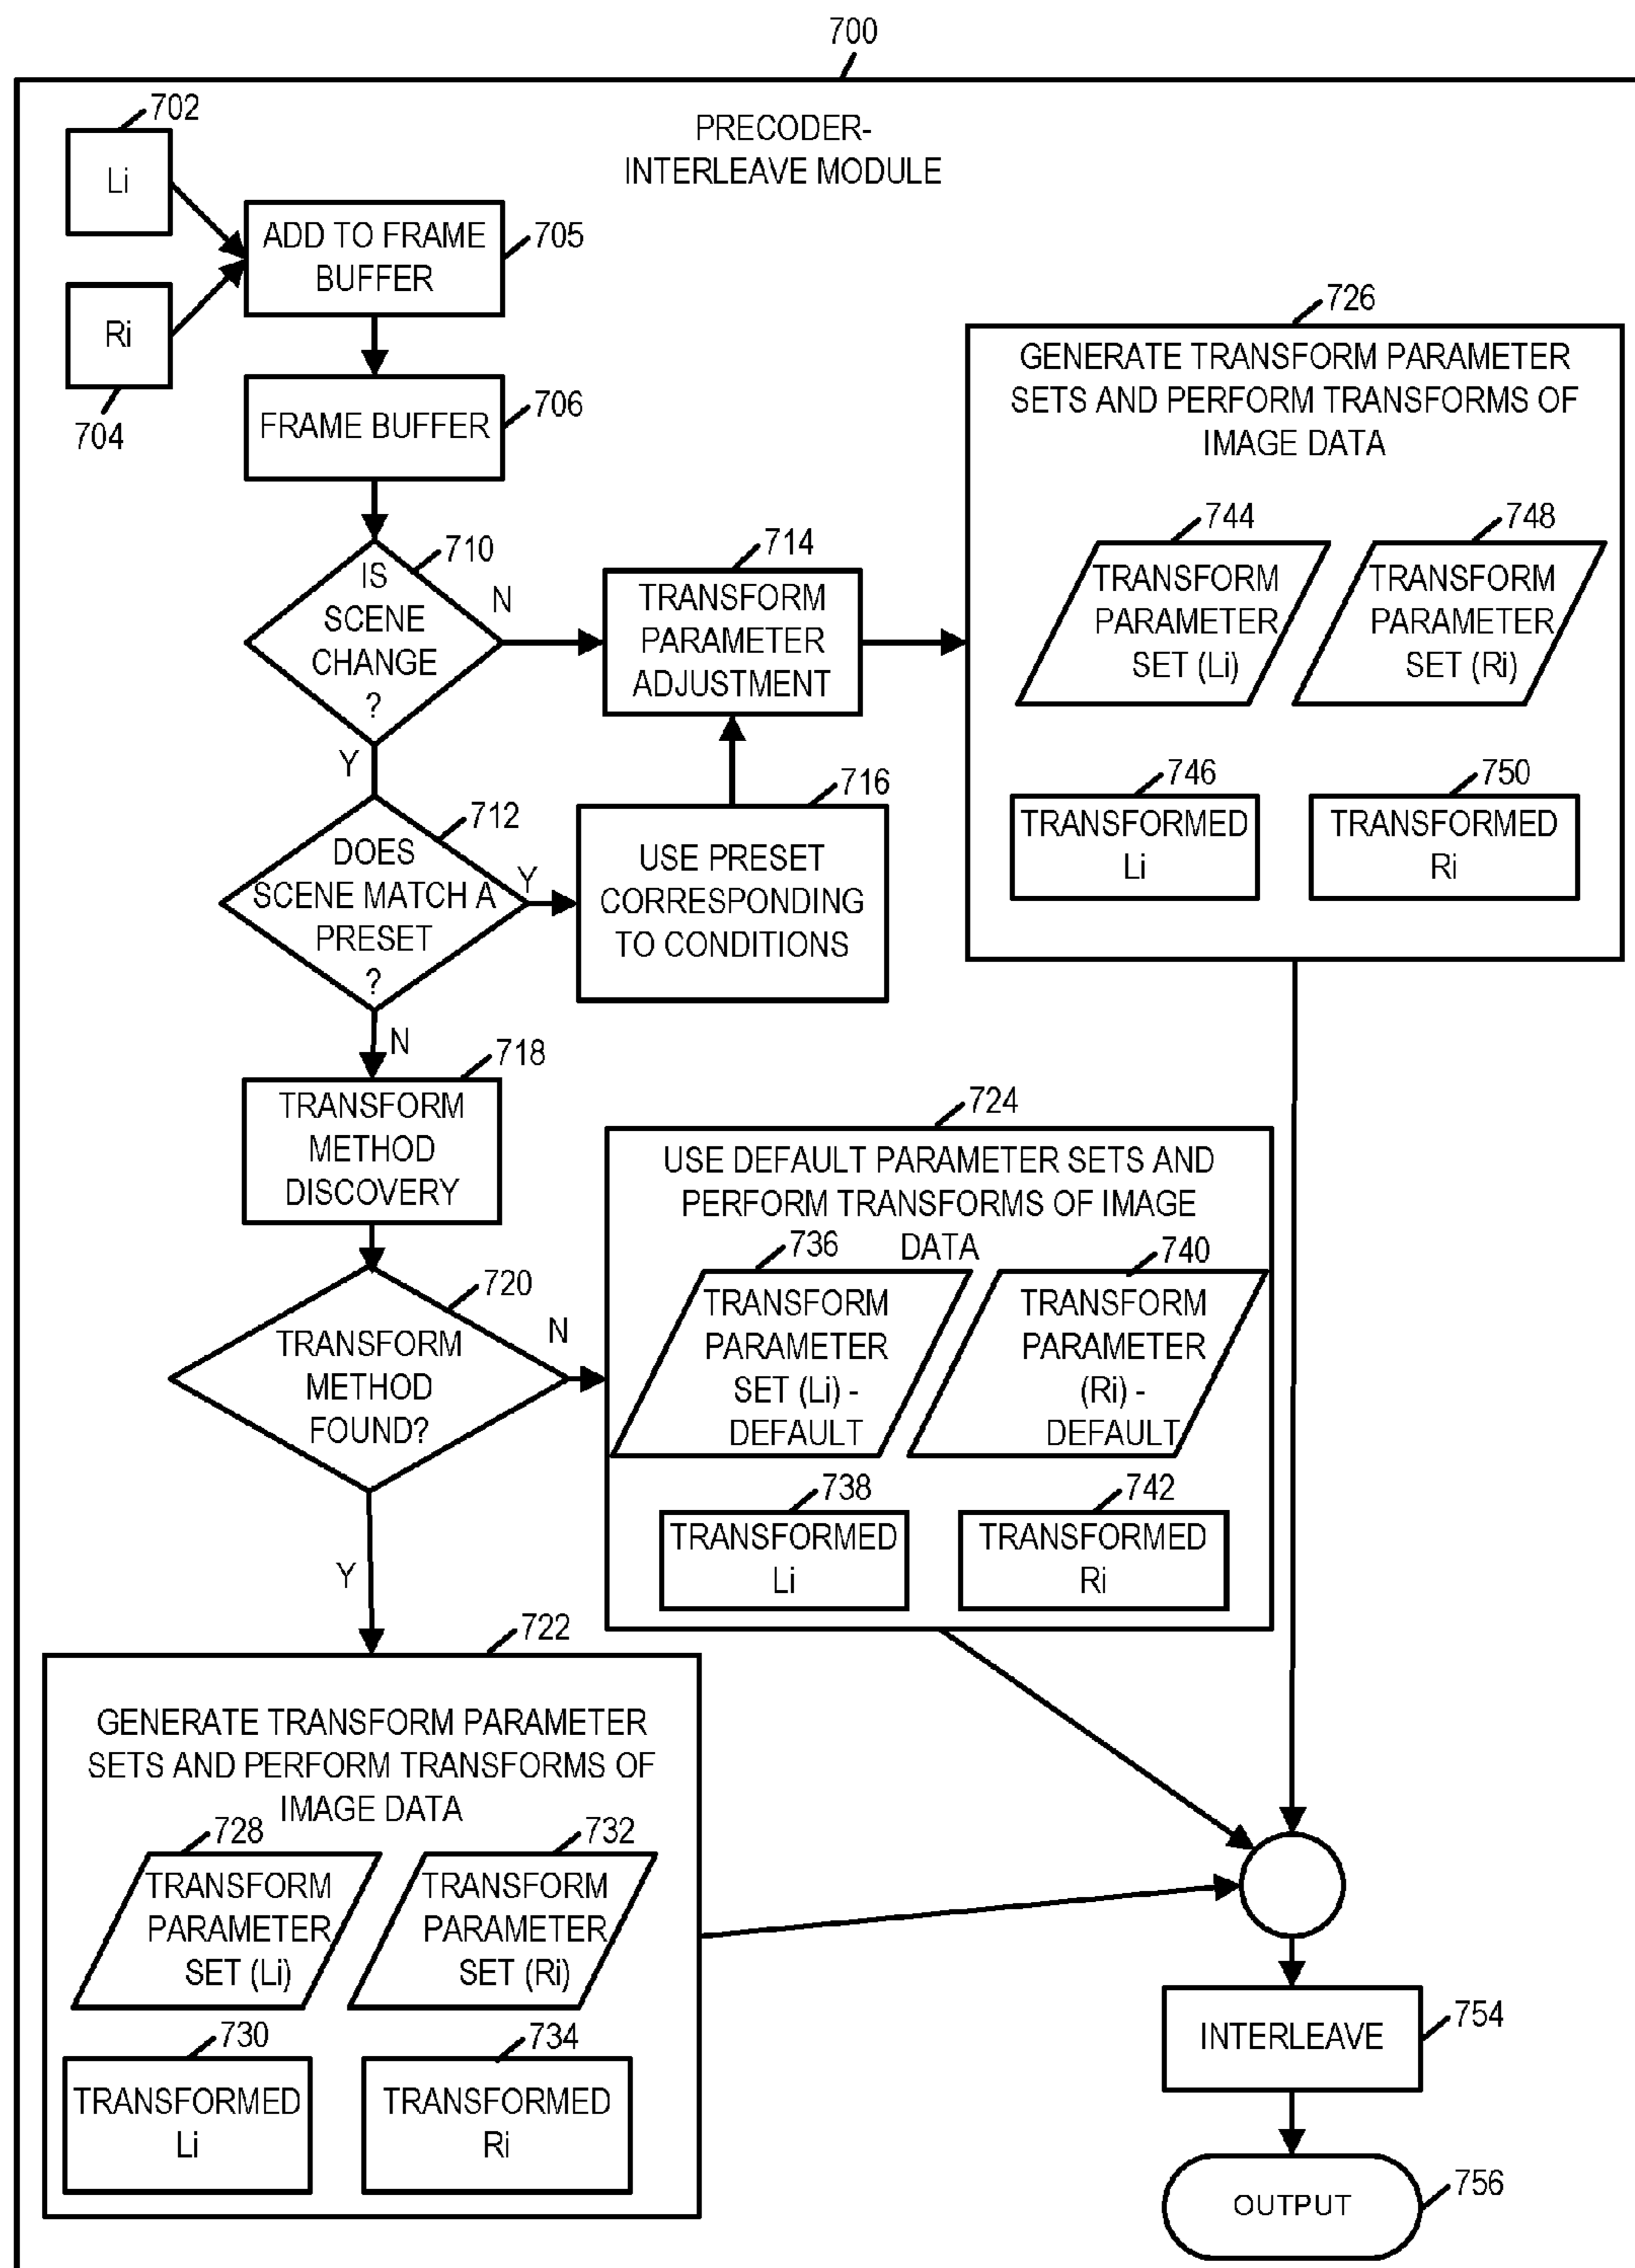 700
702
PRECODER-
INTERLEAVE MODULE
Li
ADD TO FRAME
BUFFER
705
Ri
704
726
GENERATE TRANSFORM PARAMETER
SETS AND PERFORM TRANSFORMS OF
IMAGE DATA
FRAME BUFFER
706
744
748
TRANSFORM
PARAMETER
SET (Li)
TRANSFORM
PARAMETER
SET (Ri)
710
IS
SCENE
CHANGE
?
N
Y
714
TRANSFORM
PARAMETER
ADJUSTMENT
746
TRANSFORMED
Li
750
TRANSFORMED
Ri
712
DOES
SCENE MATCH A
PRESET
?
Y
N
716
USE PRESET
CORRESPONDING
TO CONDITIONS
718
TRANSFORM
METHOD
DISCOVERY
724
USE DEFAULT PARAMETER SETS AND
PERFORM TRANSFORMS OF IMAGE
DATA
736
740
TRANSFORM
PARAMETER
SET (Li) -
DEFAULT
TRANSFORM
PARAMETER
(Ri) -
DEFAULT
720
TRANSFORM
METHOD
FOUND?
N
Y
738
TRANSFORMED
Li
742
TRANSFORMED
Ri
722
GENERATE TRANSFORM PARAMETER
SETS AND PERFORM TRANSFORMS OF
IMAGE DATA
728
732
TRANSFORM
PARAMETER
SET (Li)
TRANSFORM
PARAMETER
SET (Ri)
730
TRANSFORMED
Li
734
TRANSFORMED
Ri
INTERLEAVE
754
OUTPUT
756